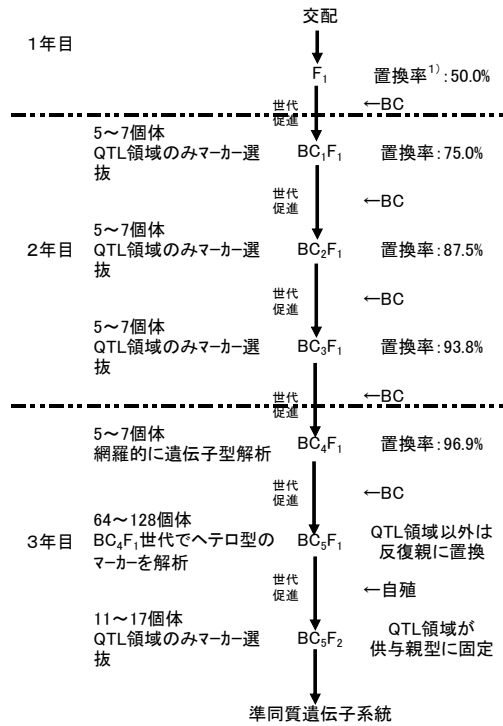 交配
1年目
F1 置換率1):50.0%
世代
促進 ←BC
5～7個体
QTL領域のみマーカー選
抜
BC1F1 置換率:75.0%
世代
促進 ←BC
2年目
5～7個体
QTL領域のみマーカー選
抜
BC2F1 置換率:87.5%
世代
促進 ←BC
5～7個体
QTL領域のみマーカー選
抜
BC3F1 置換率:93.8%
世代
促進 ←BC
5～7個体
網羅的に遺伝子型解析
BC4F1 置換率:96.9%
世代
促進 ←BC
3年目
64～128個体
BC4F1世代でヘテロ型の
マーカーを解析
BC5F1
QTL領域以外は
反復親に置換
世代
促進 ←自殖
11～17個体
QTL領域のみマーカー選
抜
BC5F2
QTL領域が
供与親型に固定
準同質遺伝子系統